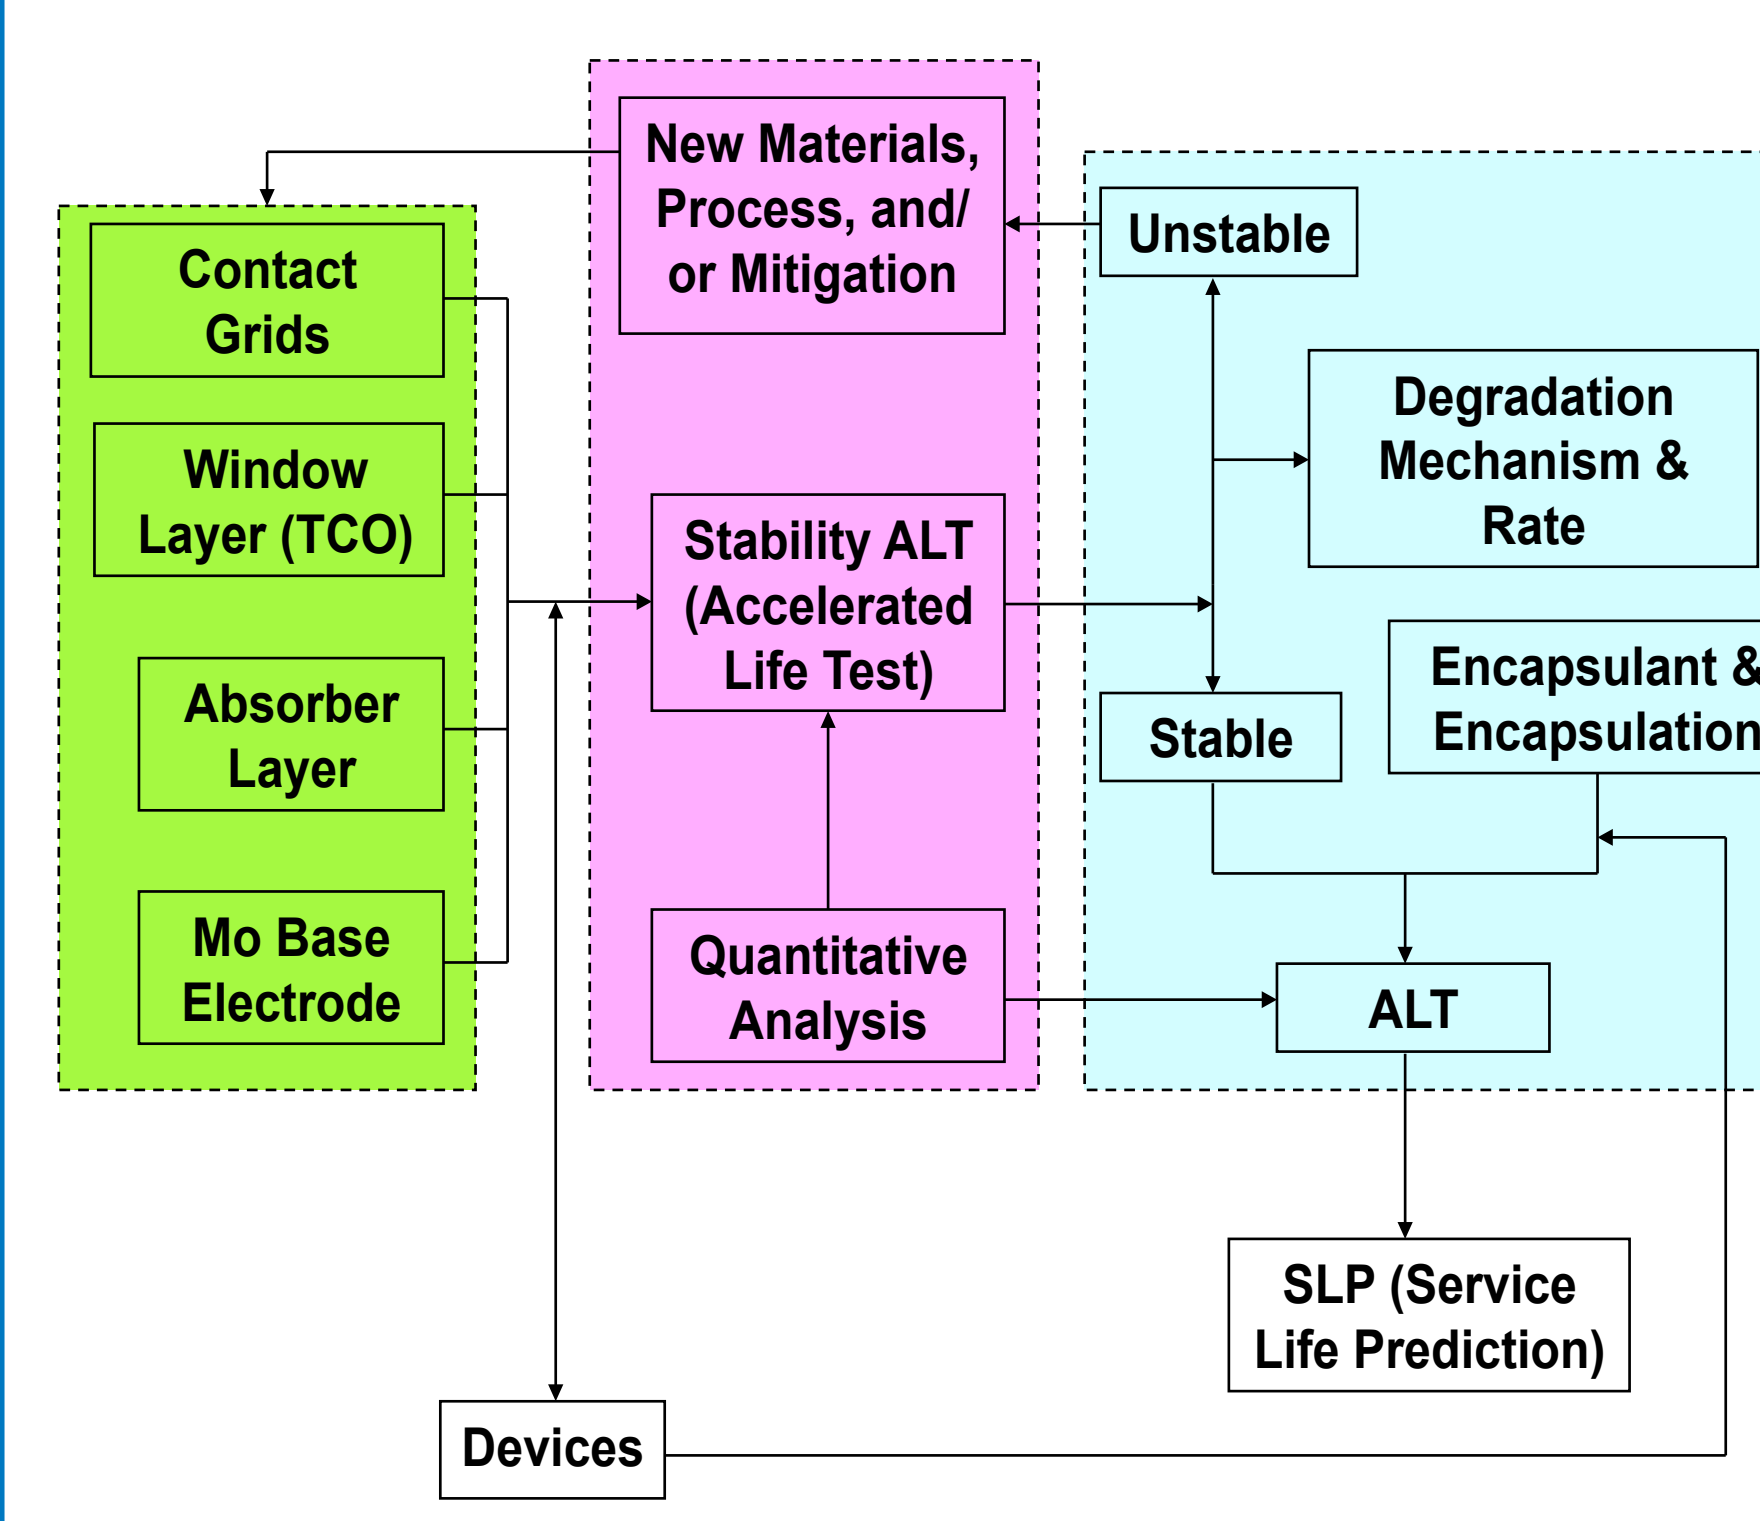 New Materials,
Process, and/
or Mitigation
Unstable
Contact
Grids
Degradation
Mechanism &
Rate
Window
Layer (TCO)
Stability ALT
(Accelerated
Life Test)
Encapsulant &
Encapsulation
Absorber
Layer
Stable
Mo Base
Electrode
Quantitative
Analysis
ALT
SLP (Service
Life Prediction)
Devices